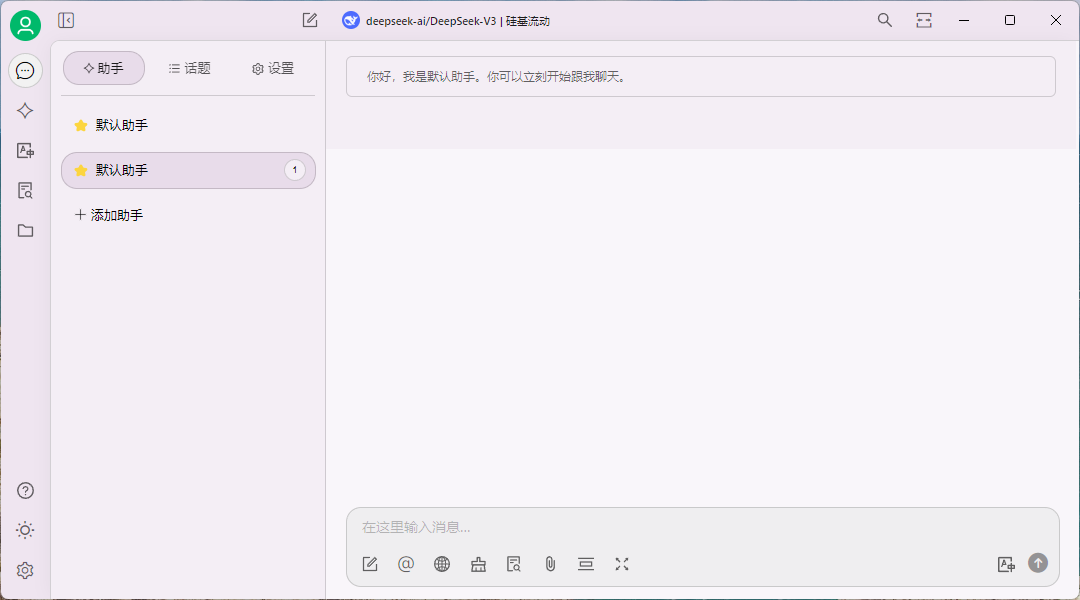 deepseek-ai/DeepSeek-V3 | 硅基流动
助手
话题
设置
你好，我是默认助手。你可以立刻开始跟我聊天。
默认助手
默认助手
1
添加助手
在这里输入消息...